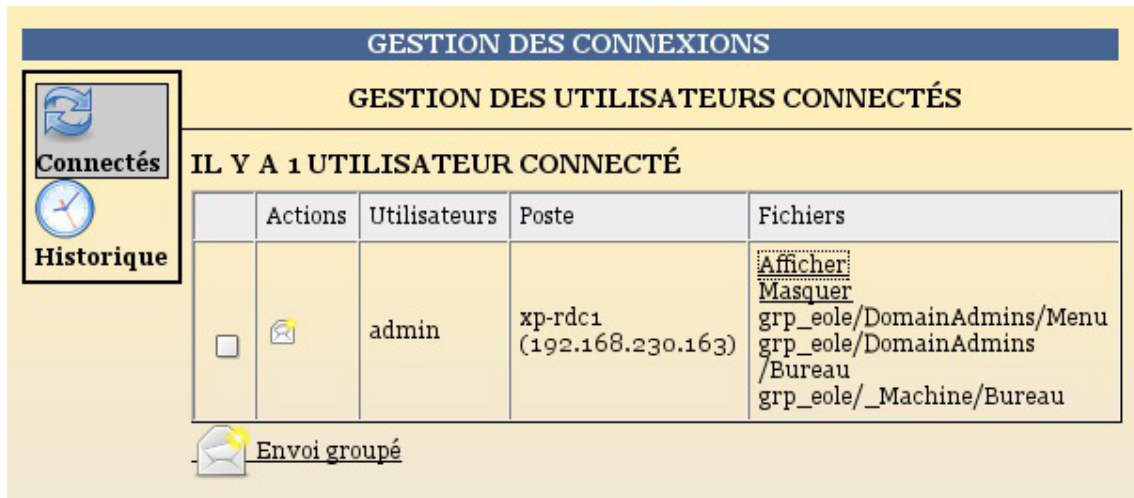 GESTION DES CONNEXIONS
GESTION DES UTILISATEURS CONNECTÉS
Connectés
Historique
IL Y A 1 UTILISATEUR CONNECTÉ
Actions Utilisateurs Poste Fichiers
Afficher
Masquer
admin
xp-rdc1
(192.168.230.163)
grp_eole/DomainAdmins/Menu
grp_eole/DomainAdmins
/Bureau
grp_eole/_Machine/Bureau
Envoi groupé